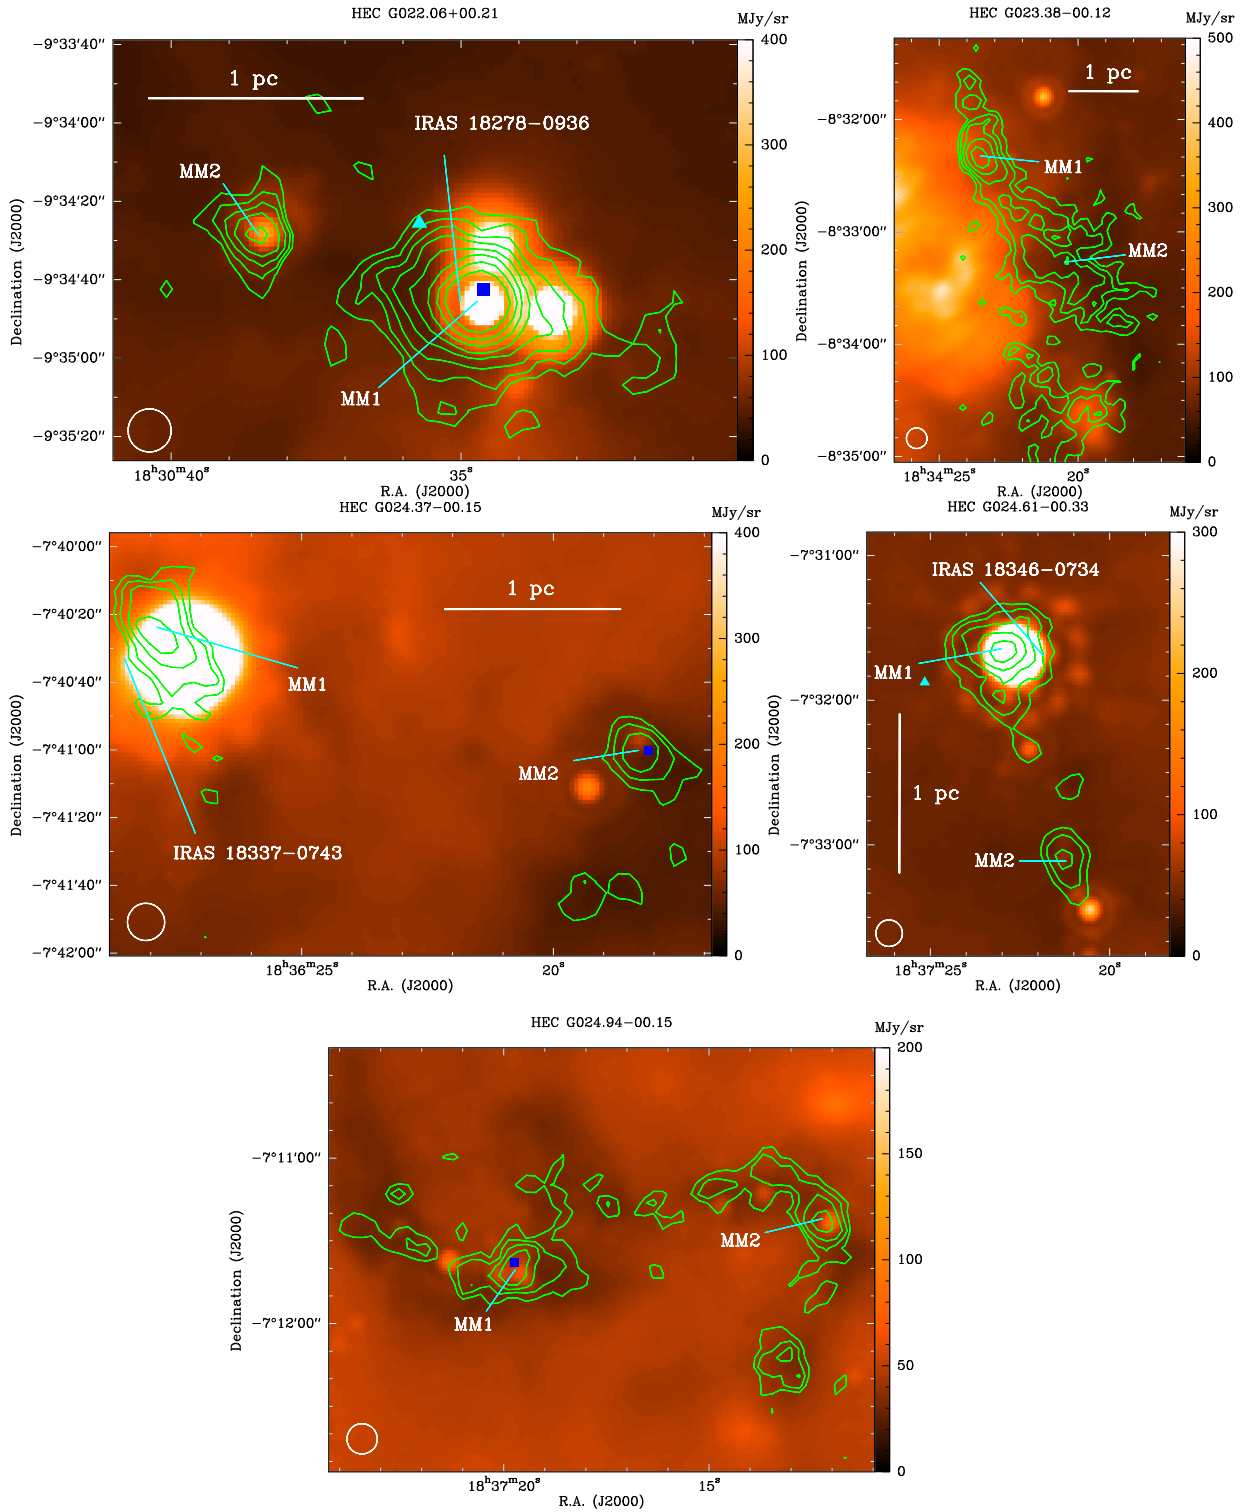 HEC G022.06+00.21
MJy/sr
−9°33′40″
−9°34′00″
−9°34′20″
−9°34′40″
−9°35′00″
−9°35′20″
Declination (J2000)
1 pc
IRAS 18278−0936
MM2
MM1
400
300
200
100
0
18ʰ30ᵐ40ˢ
35ˢ
R.A. (J2000)
HEC G023.38−00.12
MJy/sr
−8°32′00″
−8°33′00″
−8°34′00″
−8°35′00″
Declination (J2000)
1 pc
MM1
MM2
500
400
300
200
100
0
18ʰ34ᵐ25ˢ
20ˢ
R.A. (J2000)
HEC G024.37−00.15
MJy/sr
−7°40′00″
−7°40′20″
−7°40′40″
−7°41′00″
−7°41′20″
−7°41′40″
−7°42′00″
Declination (J2000)
1 pc
MM1
MM2
IRAS 18337−0743
400
300
200
100
0
18ʰ36ᵐ25ˢ
20ˢ
R.A. (J2000)
HEC G024.61−00.33
MJy/sr
−7°31′00″
−7°32′00″
−7°33′00″
Declination (J2000)
IRAS 18346−0734
MM1
1 pc
MM2
300
200
100
0
18ʰ37ᵐ25ˢ
20ˢ
R.A. (J2000)
HEC G024.94−00.15
MJy/sr
−7°11′00″
−7°12′00″
Declination (J2000)
MM2
MM1
200
150
100
50
0
18ʰ37ᵐ20ˢ
15ˢ
R.A. (J2000)